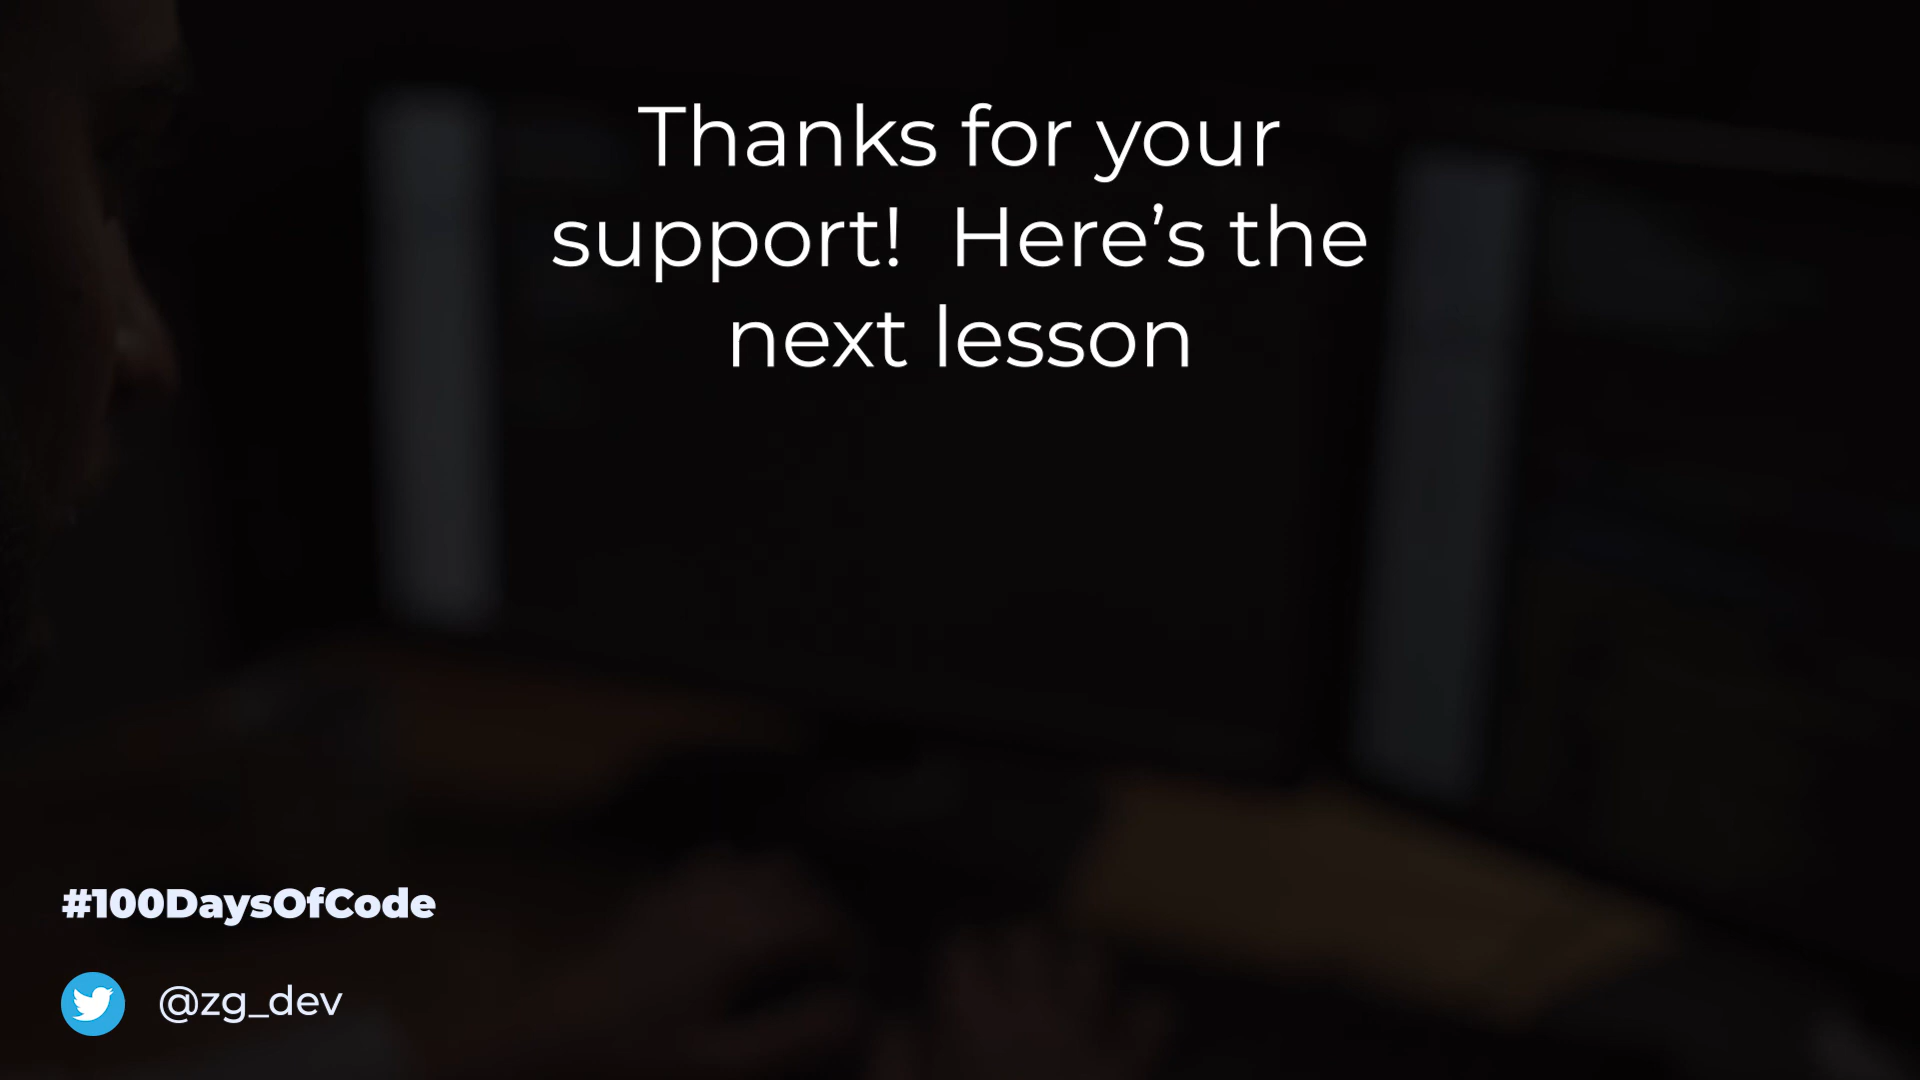 Thanks for your
support!  Here’s the
next lesson
#100DaysOfCode
@zg_dev